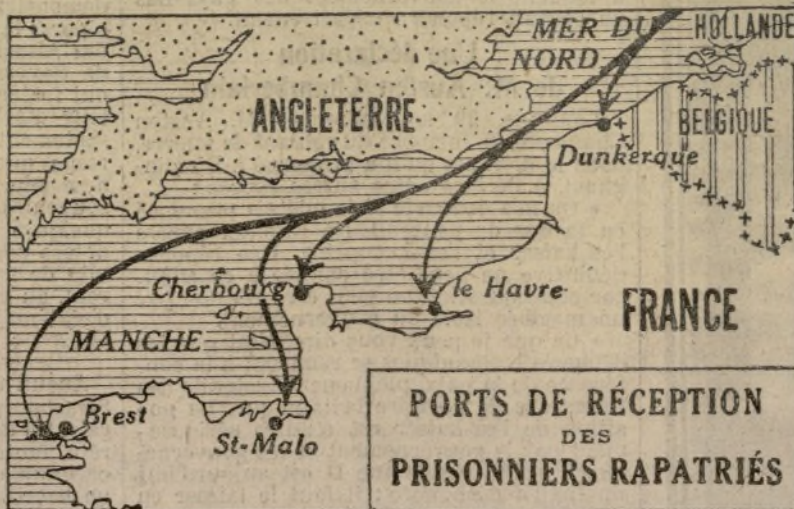 MER DU
NORD
HOLLANDE
ANGLETERRE
BELGIQUE
Dunkerque
Cherbourg
le Havre
FRANCE
MANCHE
Brest
St-Malo
PORTS DE RÉCEPTION
DES
PRISONNIERS RAPATRIÉS